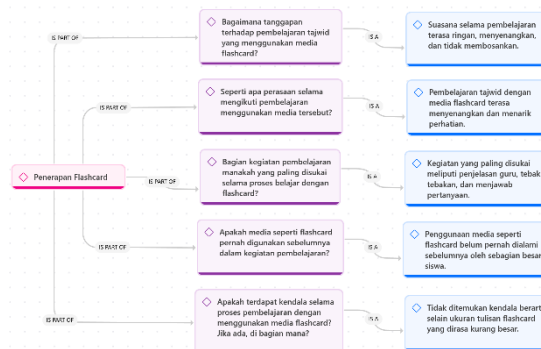 IS PART OF
Bagaimana tanggapan
terhadap pembelajaran tajwid
yang menggunakan media
flashcard?
IS A
Suasana selama pembelajaran
terasa ringan, menyenangkan,
dan tidak membosankan.
IS PART OF
Seperti apa perasaan selama
mengikuti pembelajaran
menggunakan media tersebut?
IS A
Pembelajaran tajwid dengan
media flashcard terasa
menyenangkan dan menarik
perhatian.
Penerapan Flashcard
IS PART OF
Bagian kegiatan pembelajaran
manakah yang paling disukai
selama proses belajar dengan
flashcard?
IS A
Kegiatan yang paling disukai
meliputi penjelasan guru, tebak
tebakan, dan menjawab
pertanyaan.
IS PART OF
Apakah media seperti flashcard
pernah digunakan sebelumnya
dalam kegiatan pembelajaran?
IS A
Penggunaan media seperti
flashcard belum pernah dialami
sebelumnya oleh sebagian besar
siswa.
IS PART OF
Apakah terdapat kendala selama
proses pembelajaran dengan
menggunakan media flashcard?
Jika ada, di bagian mana?
IS A
Tidak ditemukan kendala berart
selain ukuran tulisan flashcard
yang dirasa kurang besar.